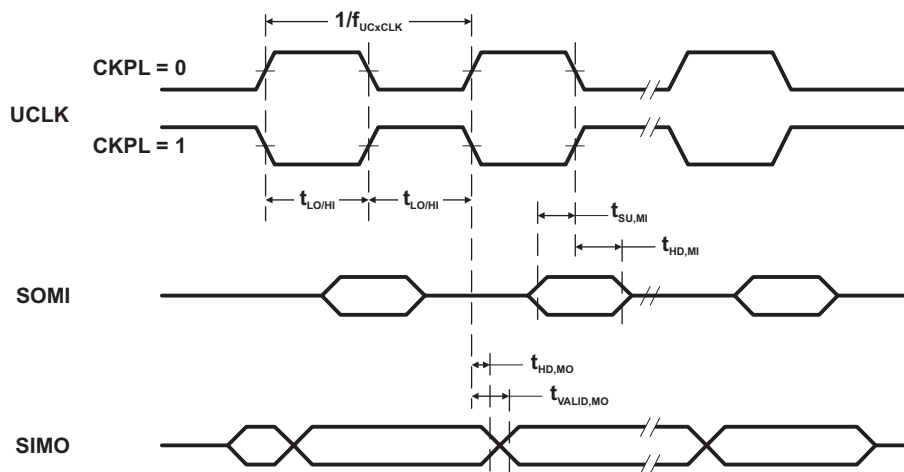 1/fUCxCLK
CKPL = 0
UCLK
CKPL = 1
tLO/HI
tLO/HI
tSU,MI
tHD,MI
SOMI
tHD,MO
tVALID,MO
SIMO